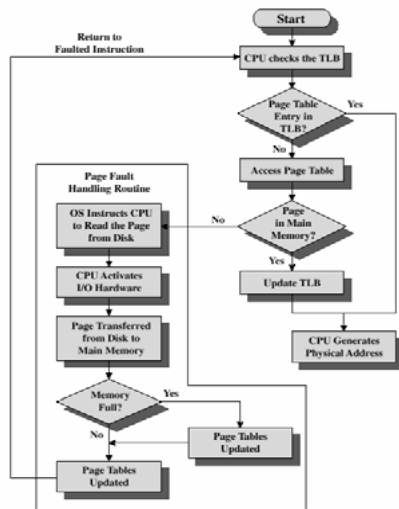 Start
Return to
Faulted Instruction
CPU checks the TLB
Page Table
Entry in
TLB?
Yes
No
Access Page Table
Page Fault
Handling Routine
OS Instructs CPU
to Read the Page
from Disk
No
Page
in Main
Memory?
Yes
CPU Activates
I/O Hardware
Update TLB
Page Transferred
from Disk to
Main Memory
CPU Generates
Physical Address
Memory
Full?
Yes
No
Page Tables
Updated
Page Tables
Updated